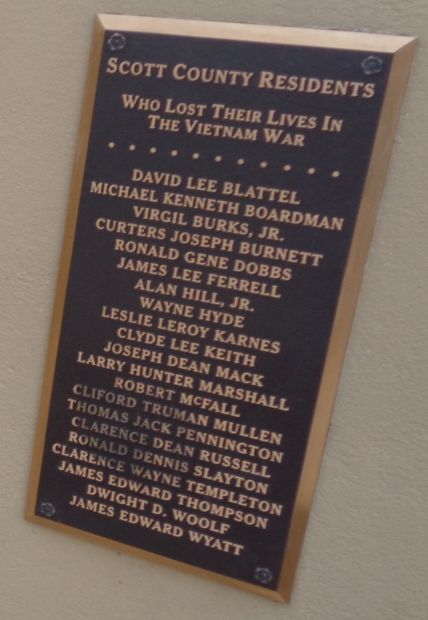 SCOTT COUNTY RESIDENTS
WHO LOST THEIR LIVES IN
THE VIETNAM WAR
DAVID LEE BLATTEL
MICHAEL KENNETH BOARDMAN
VIRGIL BURKS, JR.
CURTERS JOSEPH BURNETT
RONALD GENE DOBBS
JAMES LEE FERRELL
ALAN HILL, JR.
WAYNE HYDE
LESLIE LEROY KARNES
CLYDE LEE KEITH
JOSEPH DEAN MACK
LARRY HUNTER MARSHALL
ROBERT McFALL
CLIFORD TRUMAN MULLEN
THOMAS JACK PENNINGTON
CLARENCE DEAN RUSSELL
RONALD DENNIS SLAYTON
CLARENCE WAYNE TEMPLETON
JAMES EDWARD THOMPSON
DWIGHT D. WOOLF
JAMES EDWARD WYATT